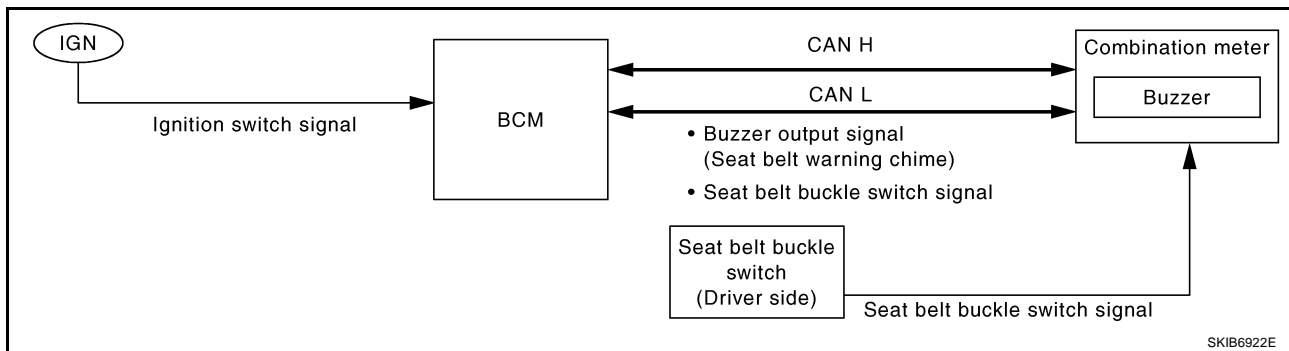 IGN
Ignition switch signal
BCM
CAN H
CAN L
• Buzzer output signal
(Seat belt warning chime)
• Seat belt buckle switch signal
Combination meter
Buzzer
Seat belt buckle
switch
(Driver side)
Seat belt buckle switch signal
SKIB6922E